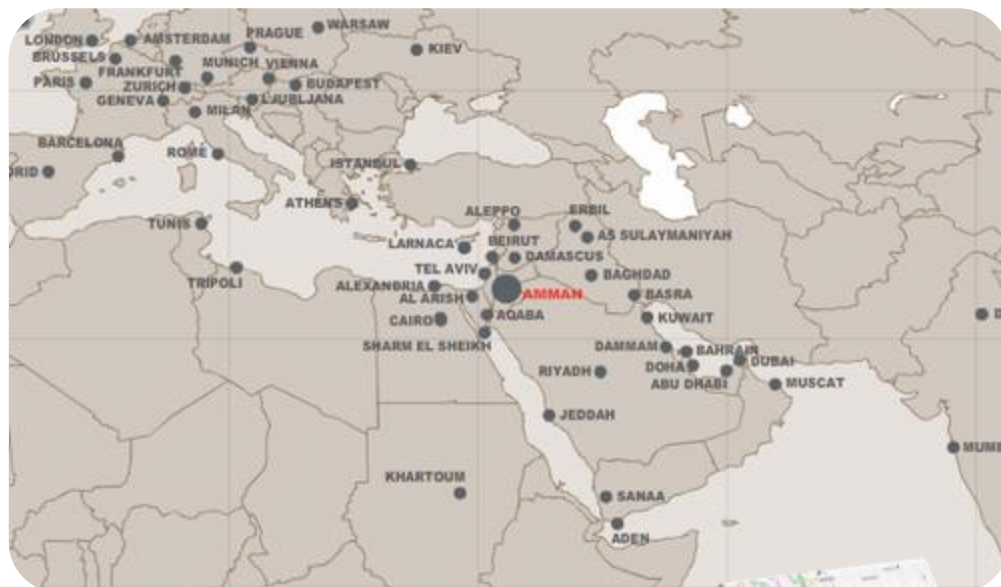 WARSAW
LONDON
AMSTERDAM
PRAGUE
KIEV
BRUSSELS
FRANKFURT
MUNICH
VIENNA
PARIS
ZURICH
BUDAPEST
GENEVA
LJUBLJANA
MILAN
BARCELONA
ROME
ISTANBUL
RID
ATHENS
ALEPPO
ERBIL
TUNIS
AS SULAYMANIYAH
LARNACA
BEIRUT
DAMASCUS
TEL AVIV
BAGHDAD
TRIPOLI
ALEXANDRIA
AL ARISH
AMMAN
BASRA
CAIRO
AQABA
KUWAIT
D
SHARM EL SHEIKH
DAMMAM
BAHRAIN
DOHA
DUBAI
RIYADH
ABU DHABI
MUSCAT
JEDDAH
MUMB
KHARTOUM
SANAA
ADEN